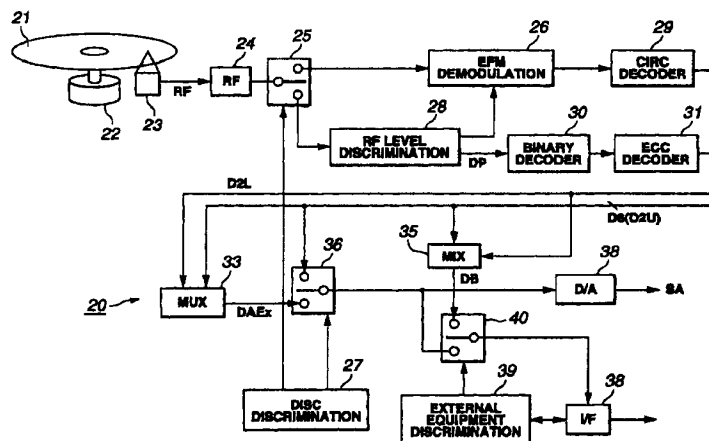 21
24
25
26
29
RF
EFM
DEMODULATION
CIRC
DECODER
RF
22
23
28
30
31
RF LEVEL
DISCRIMINATION
DP
BINARY
DECODER
ECC
DECODER
D2L
D6(D2U)
35
36
MIX
33
38
20
MUX
DAEx
DB
D/A
SA
40
27
39
38
DISC
DISCRIMINATION
EXTERNAL
EQUIPMENT
DISCRIMINATION
I/F